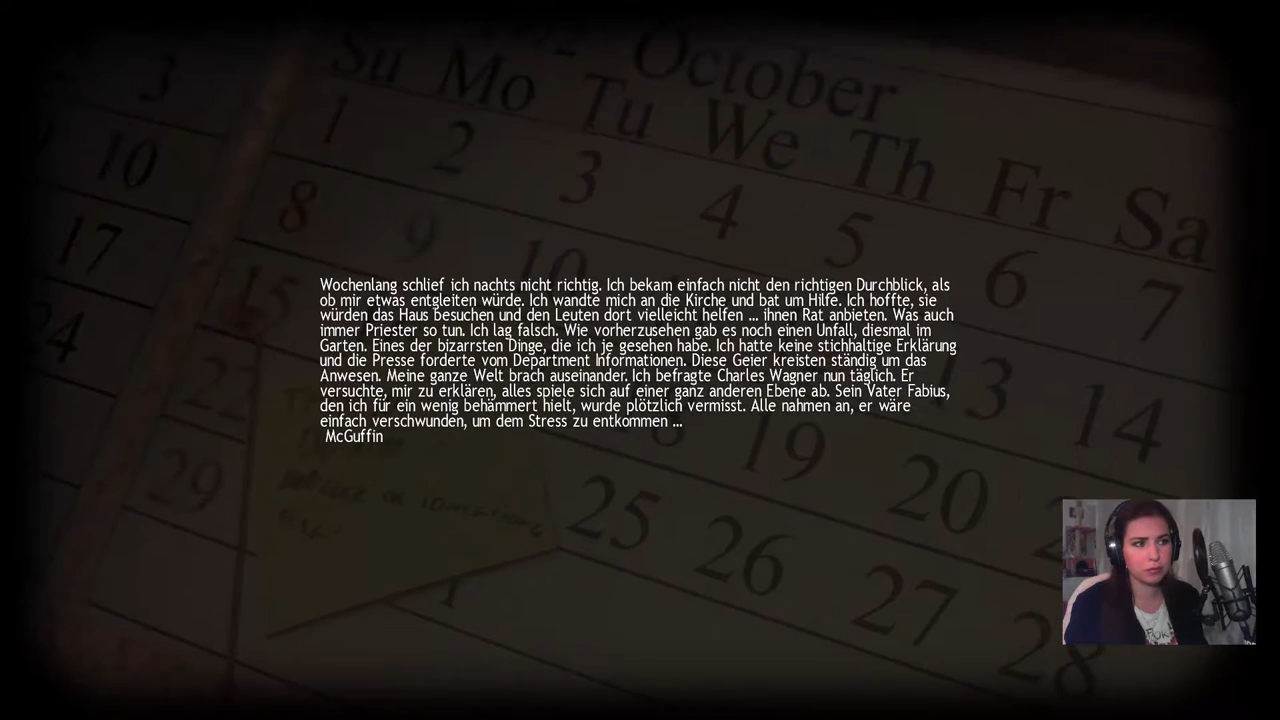 October
Su Mo Tu We Th Fr Sa
3 1 2 3 4 5 6 7
10 8 9 10 13 14
17 15 19 20
24 22 25 26 27 28
29
Wochenlang schlief ich nachts nicht richtig. Ich bekam einfach nicht den richtigen Durchblick, als
ob mir etwas entgleiten würde. Ich wandte mich an die Kirche und bat um Hilfe. Ich hoffte, sie
würden das Haus besuchen und den Leuten dort vielleicht helfen ... ihnen Rat anbieten. Was auch
immer Priester so tun. Ich lag falsch. Wie vorherzusehen gab es noch einen Unfall, diesmal im
Garten. Eines der bizarrsten Dinge, die ich je gesehen habe. Ich hatte keine stichhaltige Erklärung
und die Presse forderte vom Department Informationen. Diese Geier kreisten ständig um das
Anwesen. Meine ganze Welt brach auseinander. Ich befragte Charles Wagner nun täglich. Er
versuchte, mir zu erklären, alles spiele sich auf einer ganz anderen Ebene ab. Sein Vater Fabius,
den ich für ein wenig behämmert hielt, wurde plötzlich vermisst. Alle nahmen an, er wäre
einfach verschwunden, um dem Stress zu entkommen ...
McGuffin